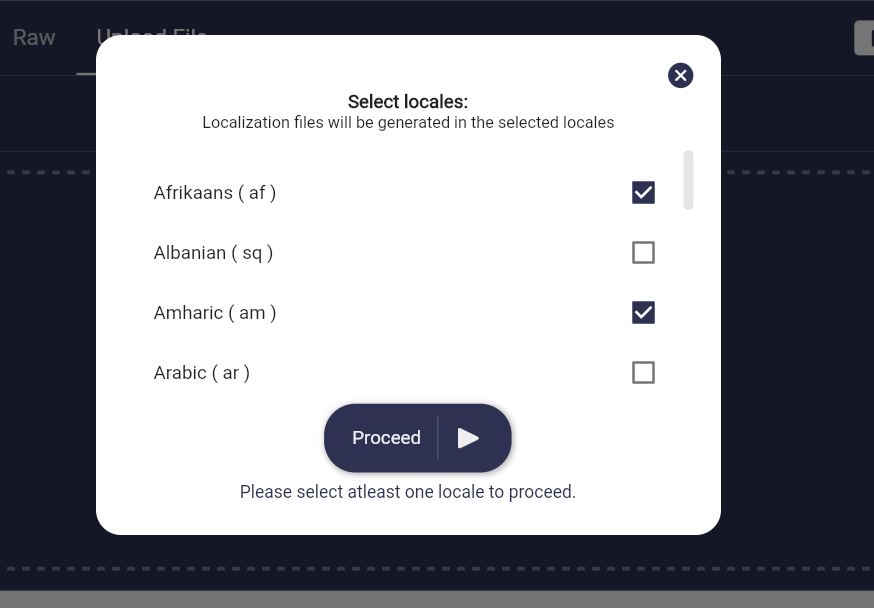 Raw
Upload File
Select locales:
Localization files will be generated in the selected locales
Afrikaans ( af )
Albanian ( sq )
Amharic ( am )
Arabic ( ar )
Proceed
Please select atleast one locale to proceed.